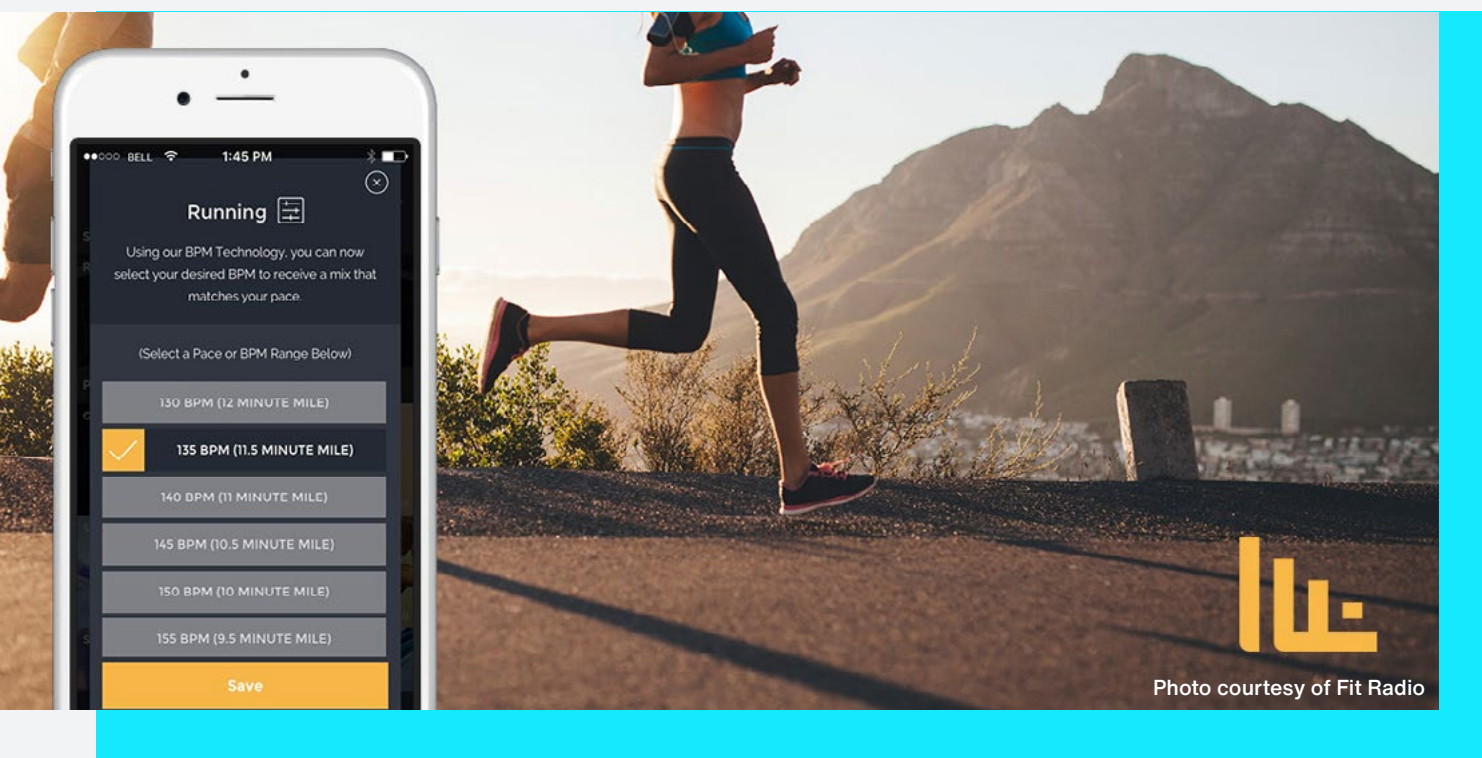 BELL 1:45 PM
Running
Using our BPM Technology, you can now
select your desired BPM to receive a mix that
matches your pace.
(Select a Pace or BPM Range Below)
130 BPM (12 MINUTE MILE)
135 BPM (11.5 MINUTE MILE)
140 BPM (11 MINUTE MILE)
145 BPM (10.5 MINUTE MILE)
150 BPM (10 MINUTE MILE)
155 BPM (9.5 MINUTE MILE)
Save
Photo courtesy of Fit Radio